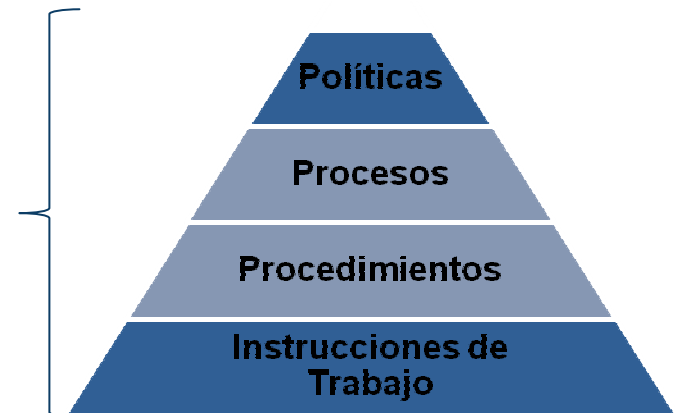 Políticas
Procesos
Procedimientos
Instrucciones de
Trabajo